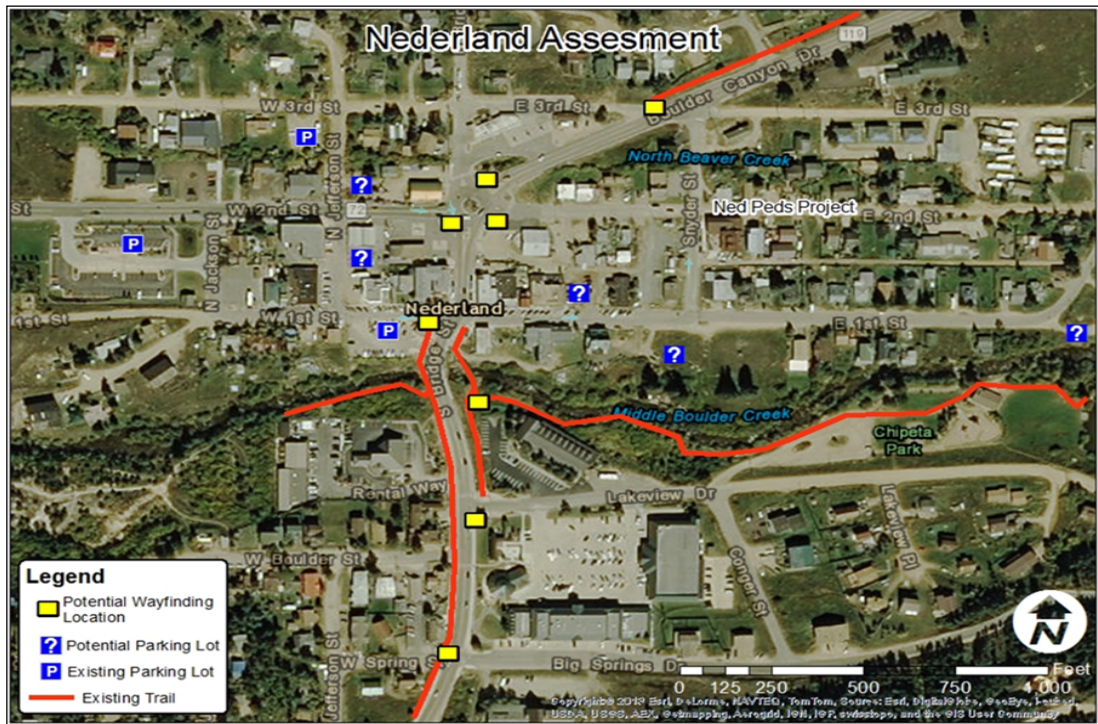 Nederland Assesment
119
Boulder Canyon Dr
W 3rd St
E 3rd St
E 3rd St
P
N Jefferson St
North Beaver Creek
?
Snyder St
Ned Peds Project
St
W 2nd St
72
E 2nd St
P
N Jackson St
?
?
Nederland
1st St
W 1st St
P
E 1st St
?
?
S Bridge St
Middle Boulder Creek
Chipeta
Park
Rental Way
Lakeview Dr
Lakeview Pl
W Boulder St
Conger St
Legend
Potential Wayfinding
Location
? Potential Parking Lot
P Existing Parking Lot
Existing Trail
Jefferson St
W Spring St
Big Springs Dr
N
Feet
0 125 250 500 750 1,000